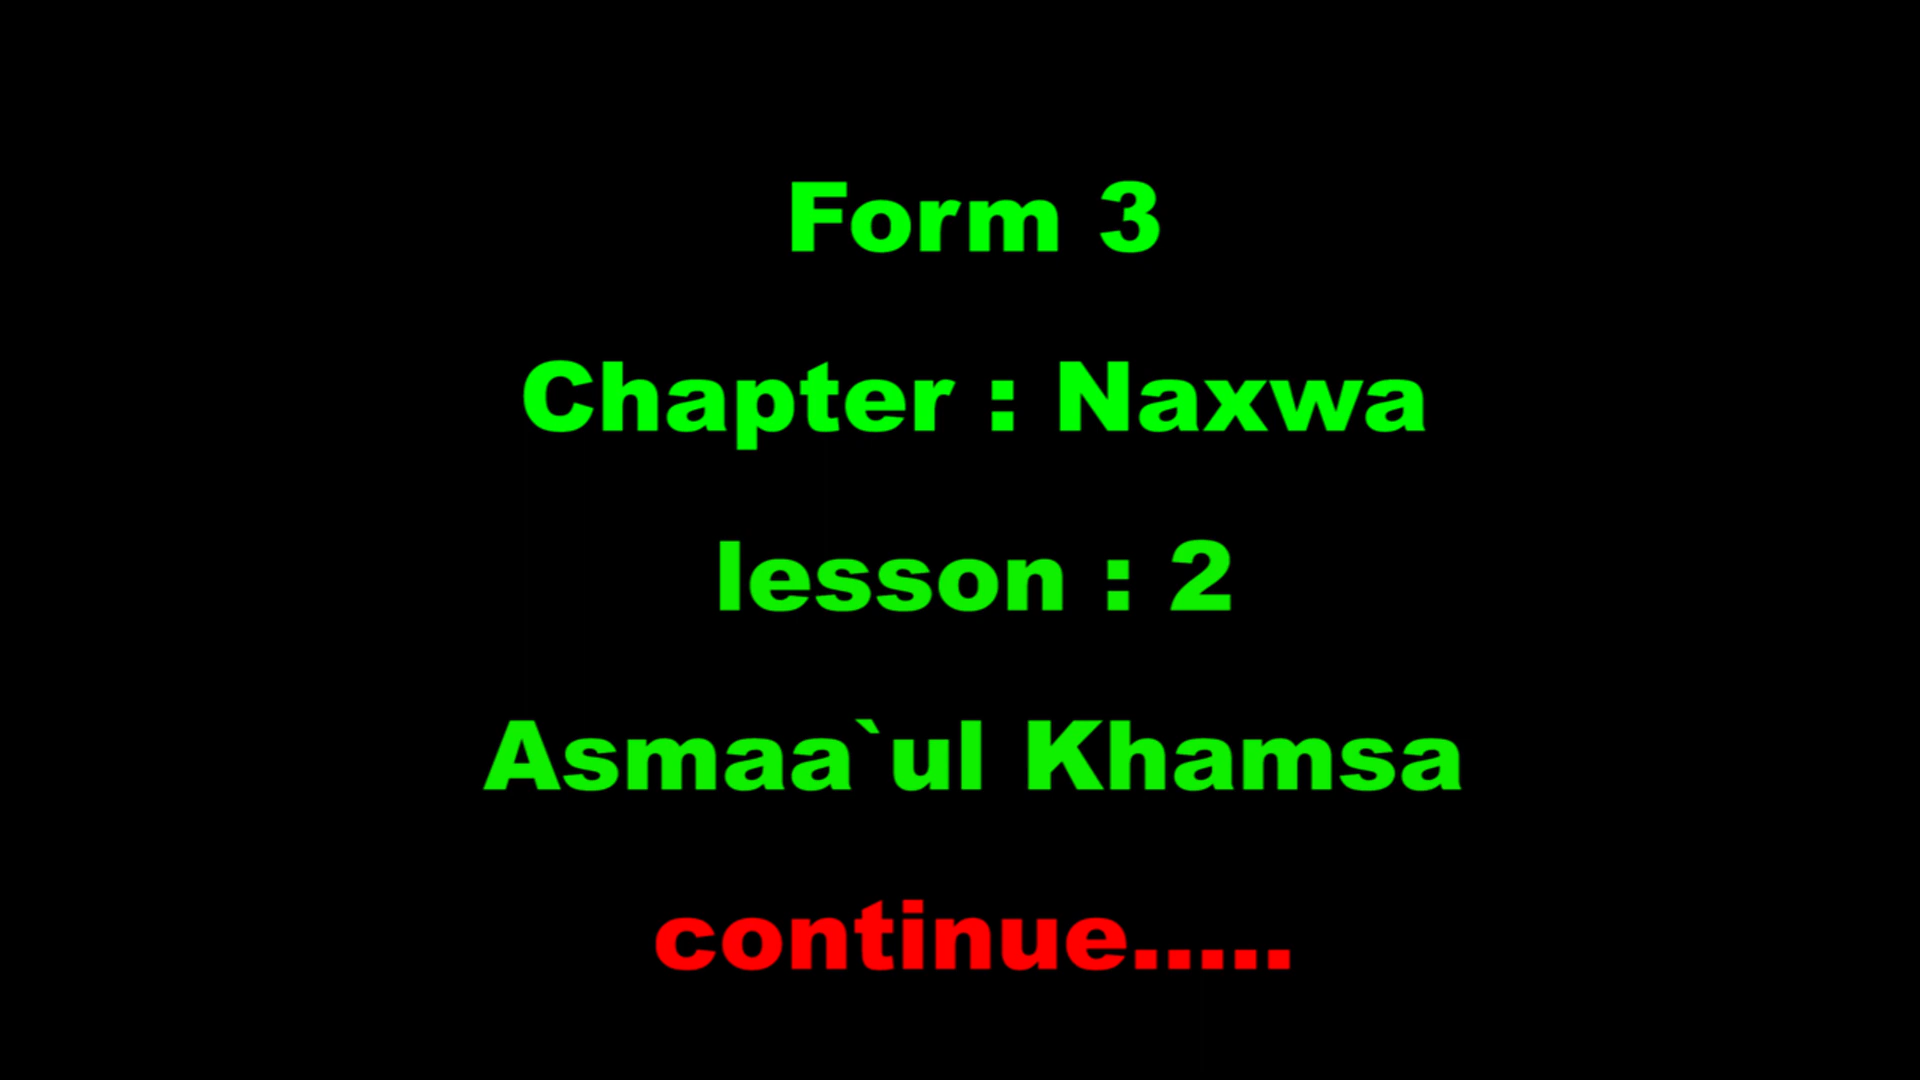 Form 3
Chapter : Naxwa
lesson : 2
Asmaa`ul Khamsa
continue.....